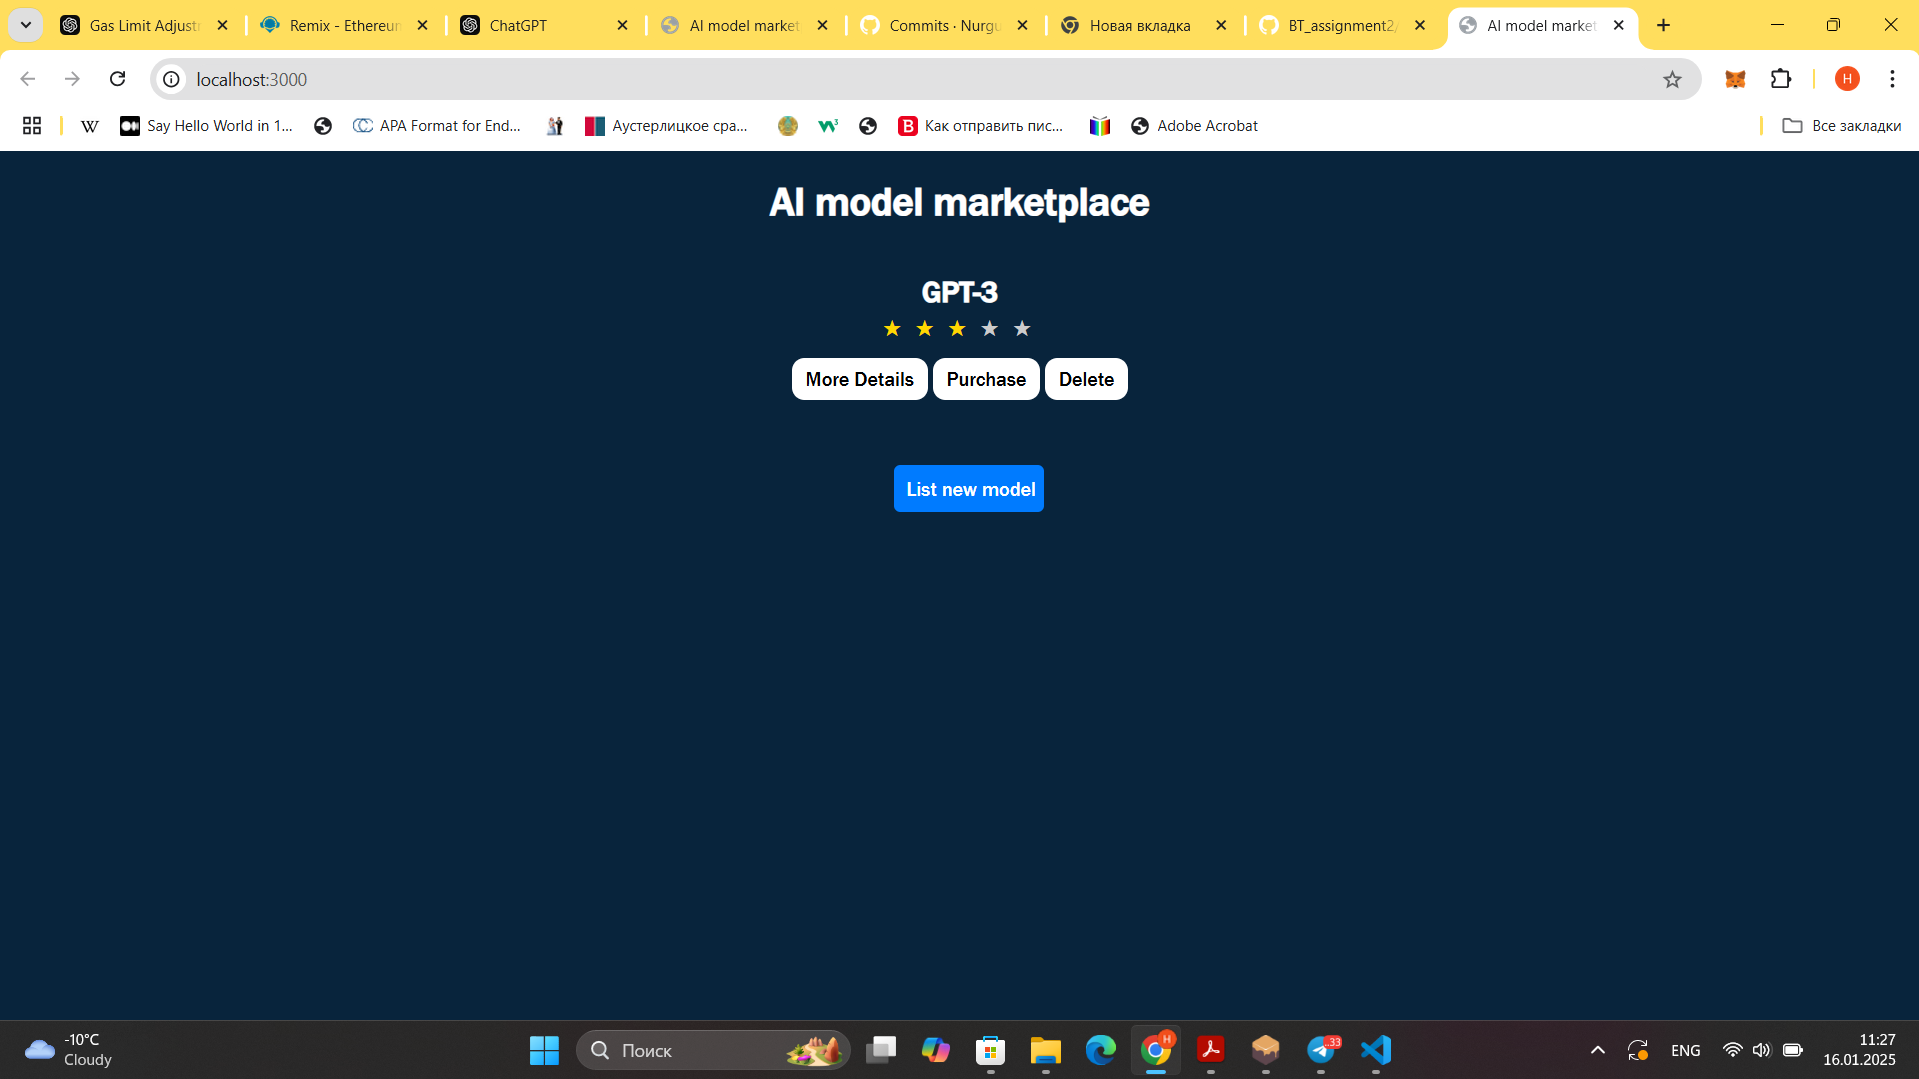 Gas Limit Adjustr
Remix - Ethereum
ChatGPT
AI model market
Commits · Nurgu
Новая вкладка
BT_assignment2/
AI model market
localhost:3000
H
Say Hello World in 1...
APA Format for End...
Аустерлицкое сра...
Как отправить пис...
Adobe Acrobat
Все закладки
AI model marketplace
GPT-3
More Details
Purchase
Delete
List new model
-10°C
Cloudy
Поиск
H
..33
ENG
11:27
16.01.2025